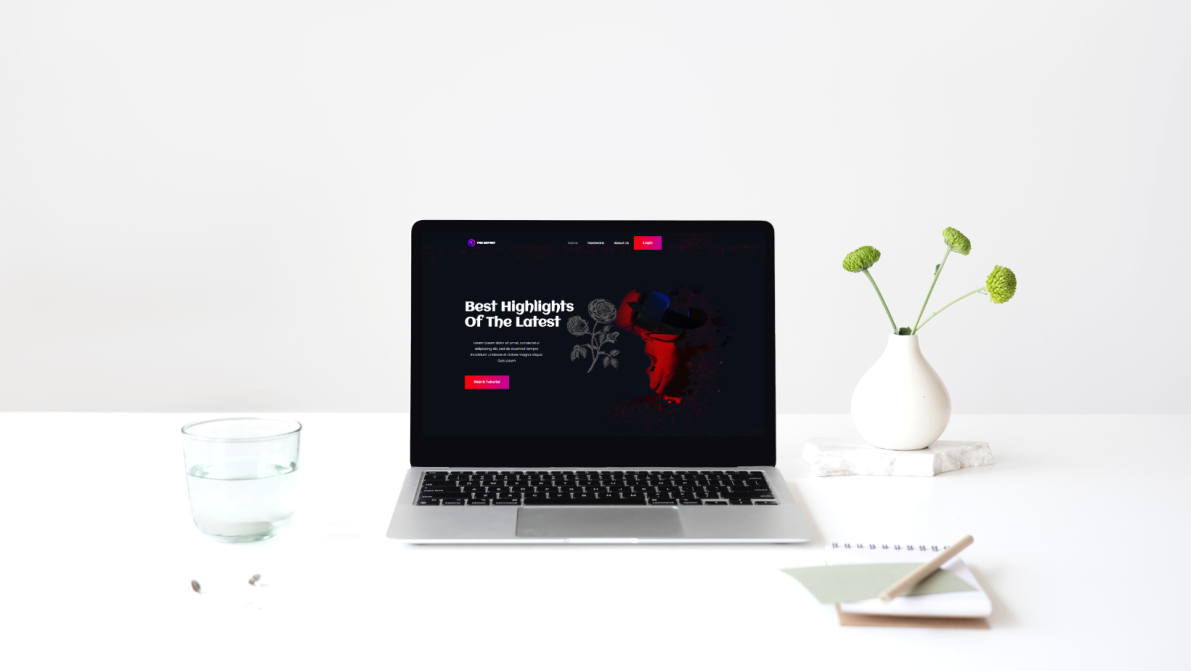 Home
Hardware
About Us
Login
Best Highlights
Of The Latest
Lorem ipsum dolor sit amet, consectetur
adipiscing elit, sed do eiusmod tempor
incididunt ut labore et dolore magna aliqua.
Quis ipsum
Watch Tutorial